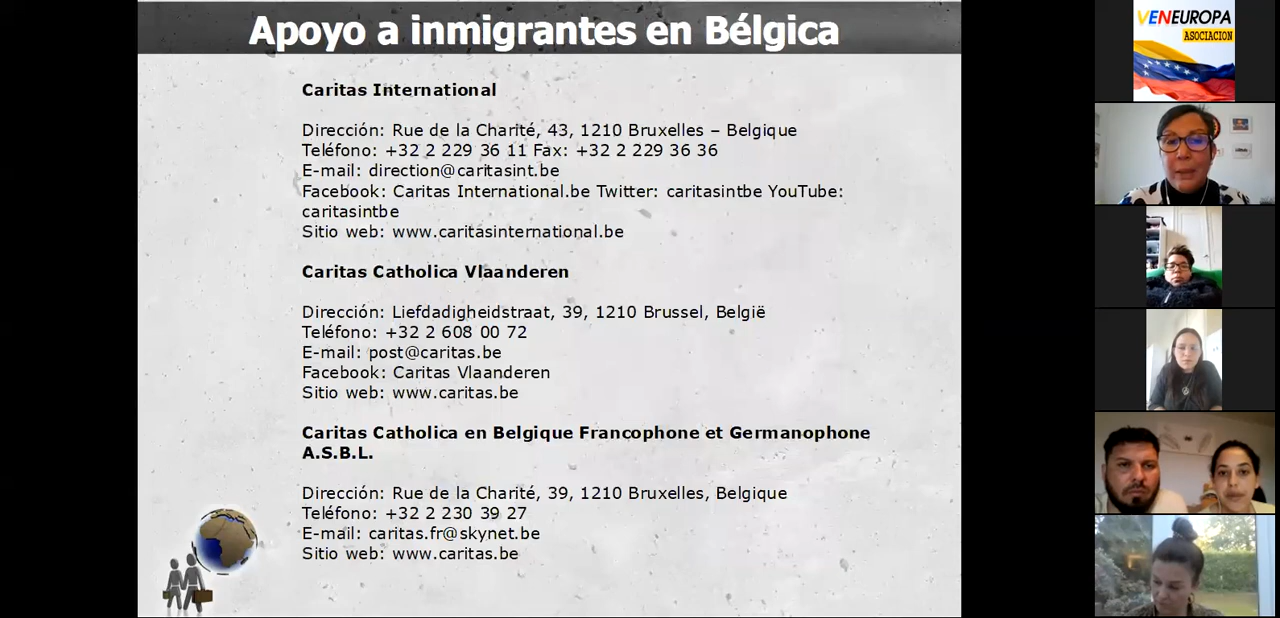 Apoyo a inmigrantes en Bélgica
Caritas International
Dirección: Rue de la Charité, 43, 1210 Bruxelles – Belgique
Teléfono: +32 2 229 36 11 Fax: +32 2 229 36 36
E-mail: direction@caritasint.be
Facebook: Caritas International.be Twitter: caritasintbe YouTube:
caritasintbe
Sitio web: www.caritasinternational.be
Caritas Catholica Vlaanderen
Dirección: Liefdadigheidstraat, 39, 1210 Brussel, België
Teléfono: +32 2 608 00 72
E-mail: post@caritas.be
Facebook: Caritas Vlaanderen
Sitio web: www.caritas.be
Caritas Catholica en Belgique Francophone et Germanophone
A.S.B.L.
Dirección: Rue de la Charité, 39, 1210 Bruxelles, Belgique
Teléfono: +32 2 230 39 27
E-mail: caritas.fr@skynet.be
Sitio web: www.caritas.be
VENEUROPA
ASOCIACION